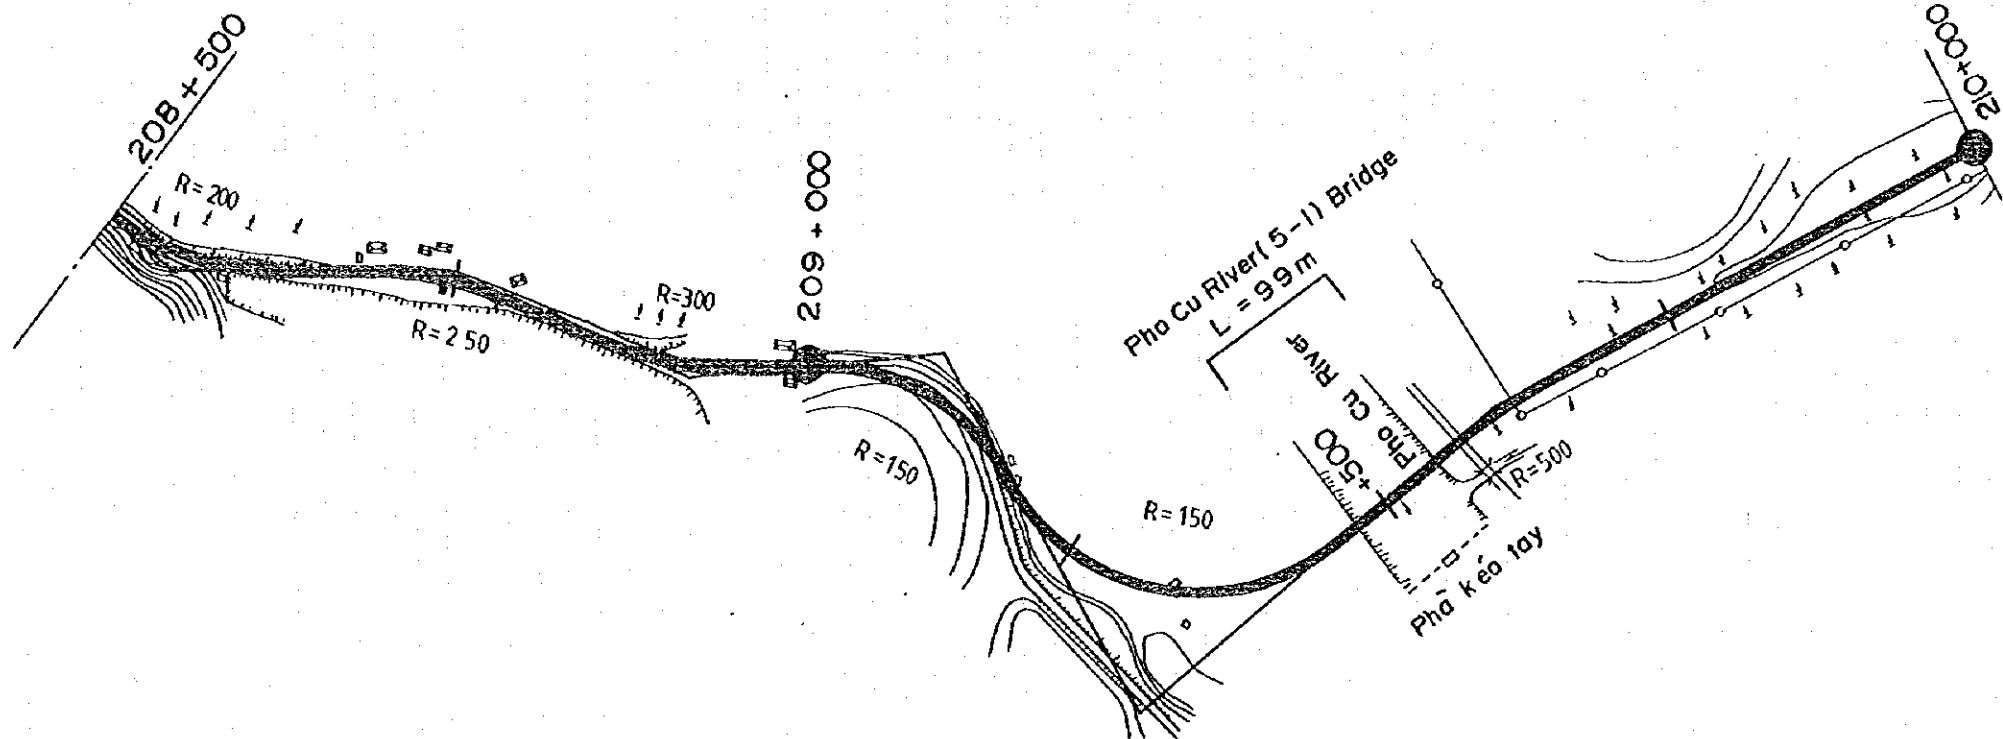 208 + 500
R=200
R=250
R=300
209 + 000
R=150
R=150
Pho Cu River(5-1) Bridge
L = 99m
Pho Cu River
+500
R=500
Phà kéo tay
210+000